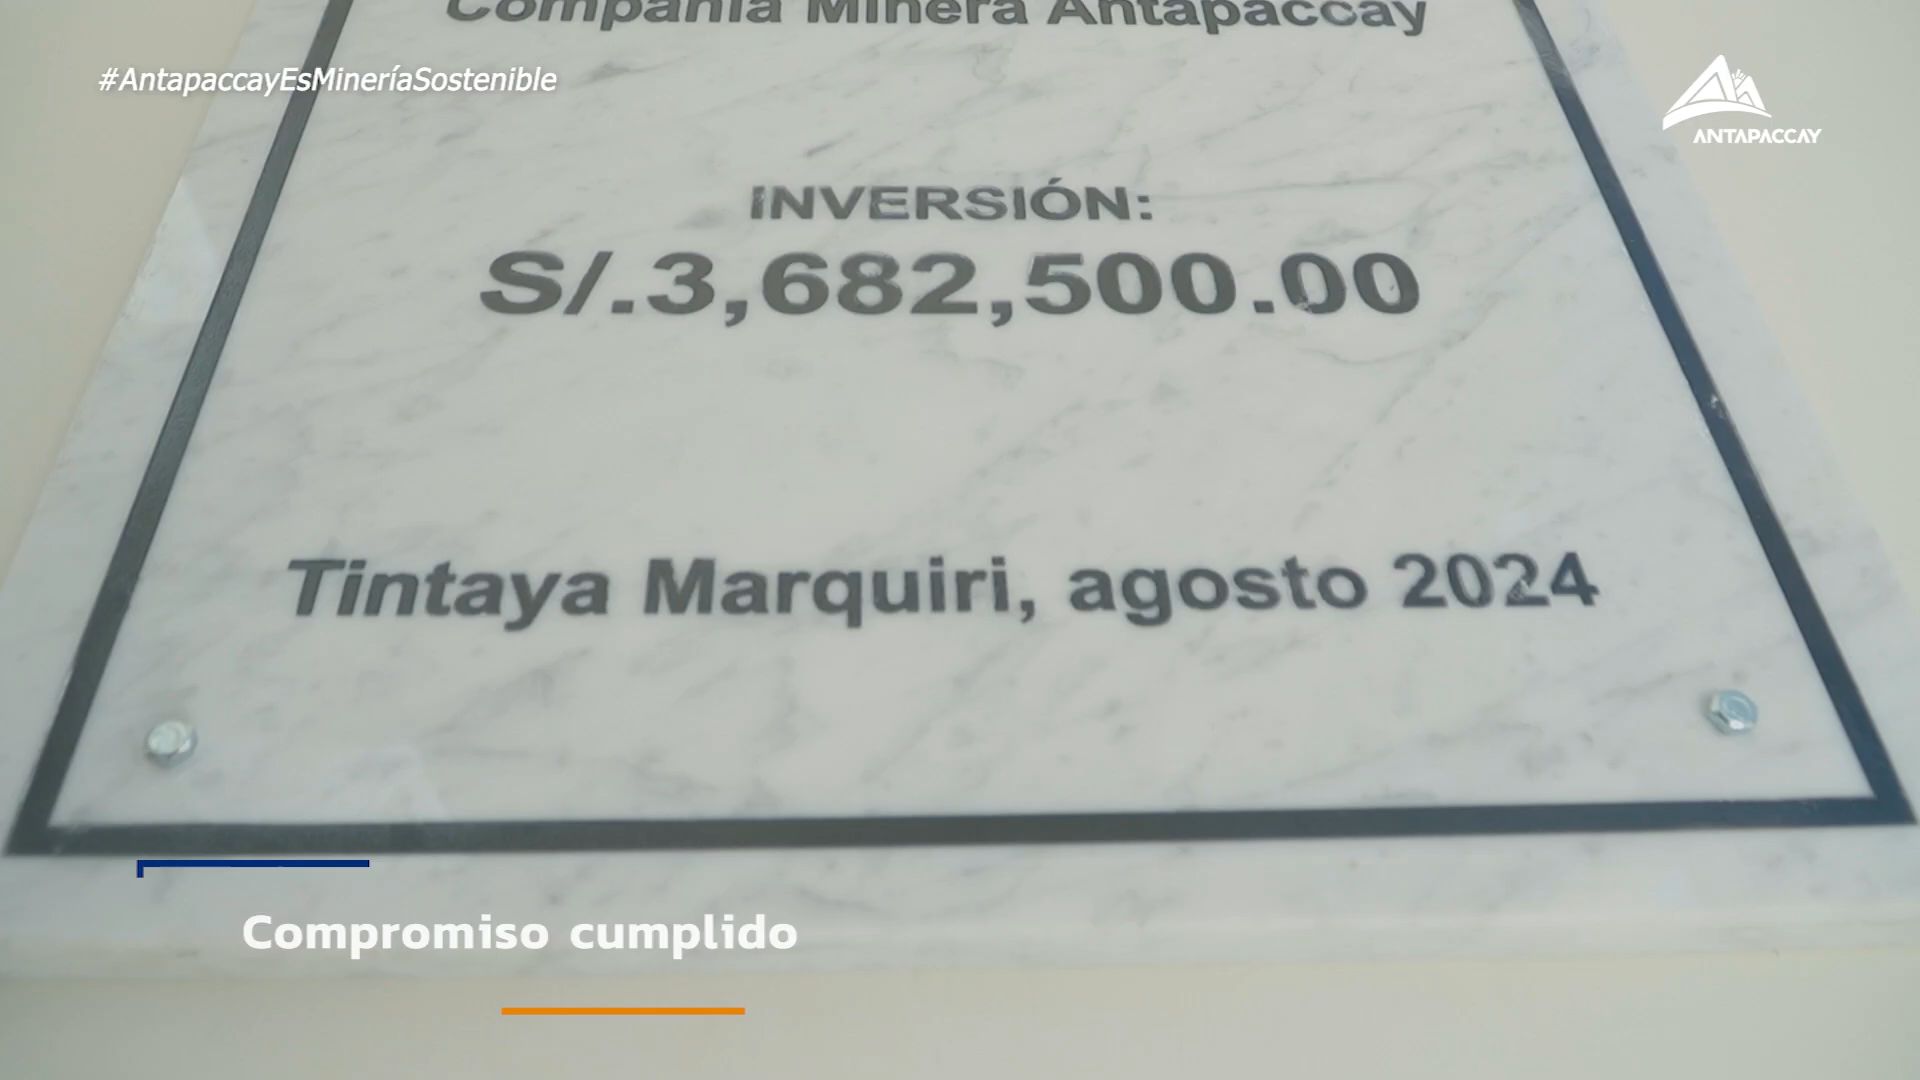 Compañía Minera Antapaccay
#AntapaccayEsMineríaSostenible
ANTAPACCAY
INVERSIÓN:
S/.3,682,500.00
Tintaya Marquiri, agosto 2024
Compromiso cumplido